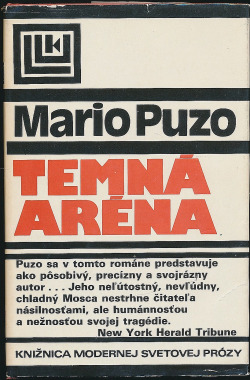 Mario Puzo
TEMNÁ
ARÉNA
Puzo sa v tomto románe predstavuje
ako pôsobivý, precízny a svojrázny
autor . . . Jeho neľútostný, nevľúdny,
chladný Mosca nestrhne čitateľa
násilnosťami, ale humánnosťou
a nežnosťou svojej tragédie.
New York Herald Tribune
KNIŽNICA MODERNEJ SVETOVEJ PRÓZY